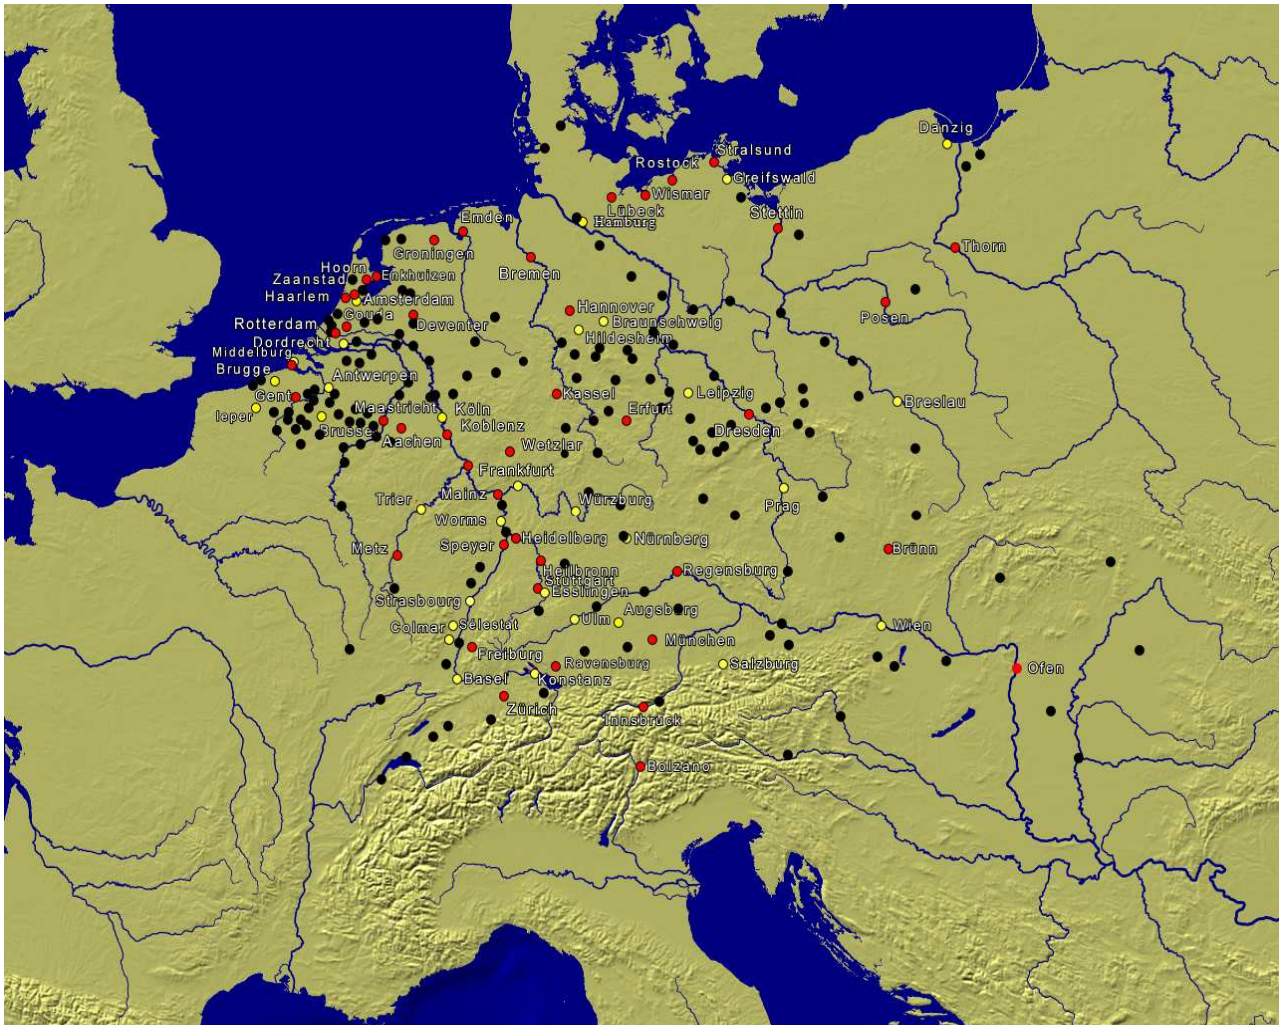 Danzig
Stralsund
Rostock
Greifswald
Wismar
Lübeck
Stettin
Emden
Hamburg
Thorn
Groningen
Bremen
Hoorn
Enkhuizen
Zaanstad
Haarlem
Amsterdam
Hannover
Gouda
Posen
Rotterdam
Deventer
Braunschweig
Dordrecht
Hildesheim
Middelburg
Brugge
Antwerpen
Gent
Kassel
Leipzig
Breslau
Ieper
Maastricht
Köln
Erfurt
Brusse
Koblenz
Dresden
Aachen
Wetzlar
Frankfurt
Mainz
Trier
Würzburg
Prag
Worms
Speyer
Heidelberg
Nürnberg
Metz
Brünn
Heilbronn
Regensburg
Stuttgart
Esslingen
Strasbourg
Augsburg
Ulm
Sélestat
Colmar
Wien
München
Freiburg
Ravensburg
Salzburg
Ofen
Basel
Konstanz
Zürich
Innsbruck
Bolzano